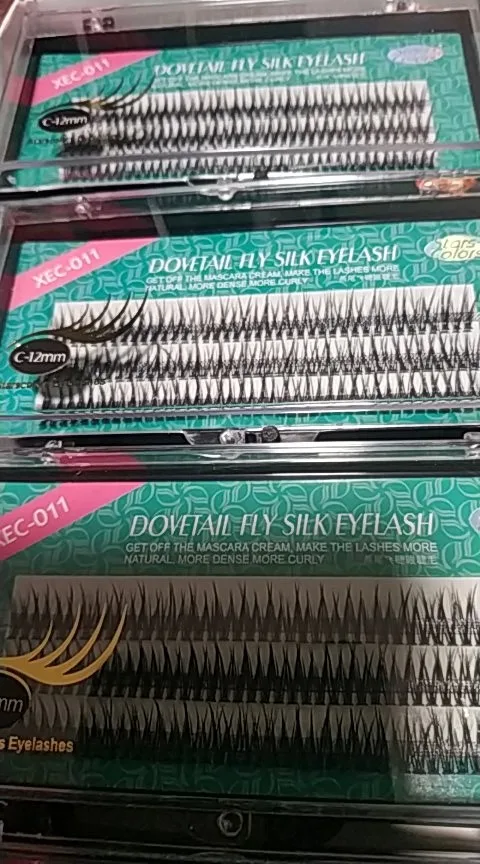 XEC-011
DOVETAIL FLY SILK EYELASH
C-12mm
XEC-011
DOVETAIL FLY SILK EYELASH
GET OFF THE MASCARA CREAM, MAKE THE LASHES MORE
NATURAL, MORE DENSE MORE CURLY
C-12mm
XEC-011
DOVETAIL FLY SILK EYELASH
GET OFF THE MASCARA CREAM, MAKE THE LASHES MORE
NATURAL, MORE DENSE MORE CURLY
mm
s Eyelashes